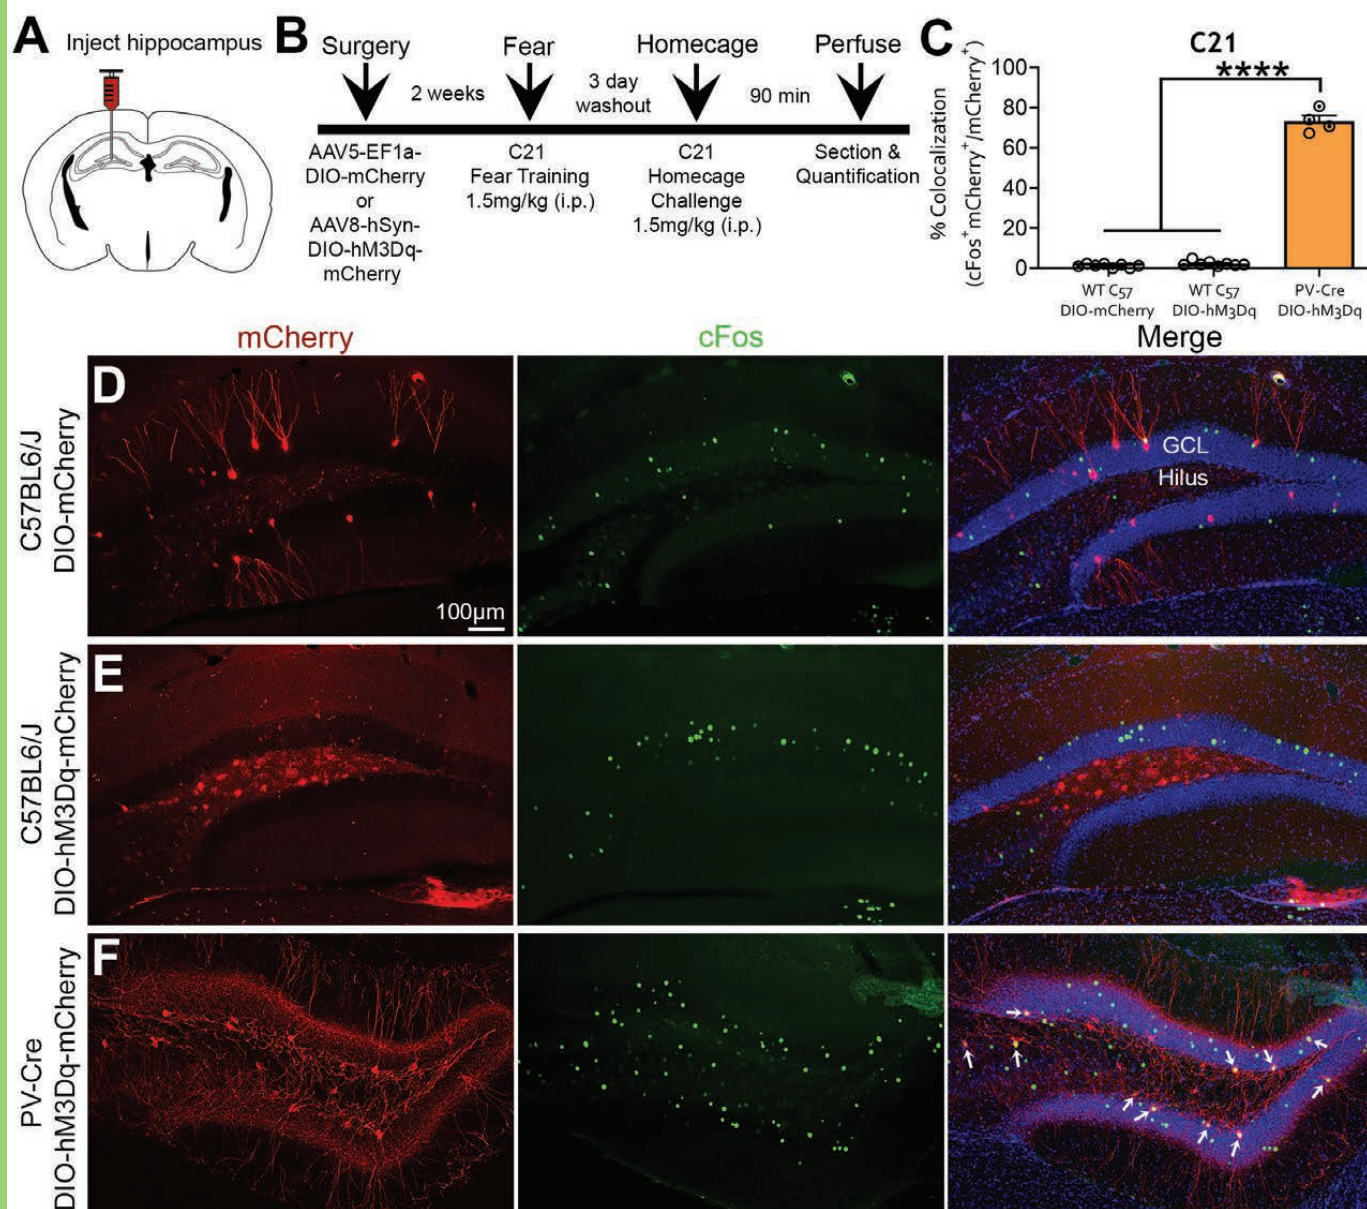 A
Inject hippocampus
B
Surgery
Fear
Homecage
Perfuse
2 weeks
3 day
washout
90 min
AAV5-EF1a-
DIO-mCherry
or
AAV8-hSyn-
DIO-hM3Dq-
mCherry
C21
Fear Training
1.5mg/kg (i.p.)
C21
Homecage
Challenge
1.5mg/kg (i.p.)
Section &
Quantification
C
C21
****
% Colocalization
(cFos+mCherry+/mCherry+)
100
80
60
40
20
0
WT C57
DIO-mCherry
WT C57
DIO-hM3Dq
PV-Cre
DIO-hM3Dq
mCherry
cFos
Merge
C57BL6/J
DIO-mCherry
D
100µm
GCL
Hilus
C57BL6/J
DIO-hM3Dq-mCherry
E
PV-Cre
DIO-hM3Dq-mCherry
F